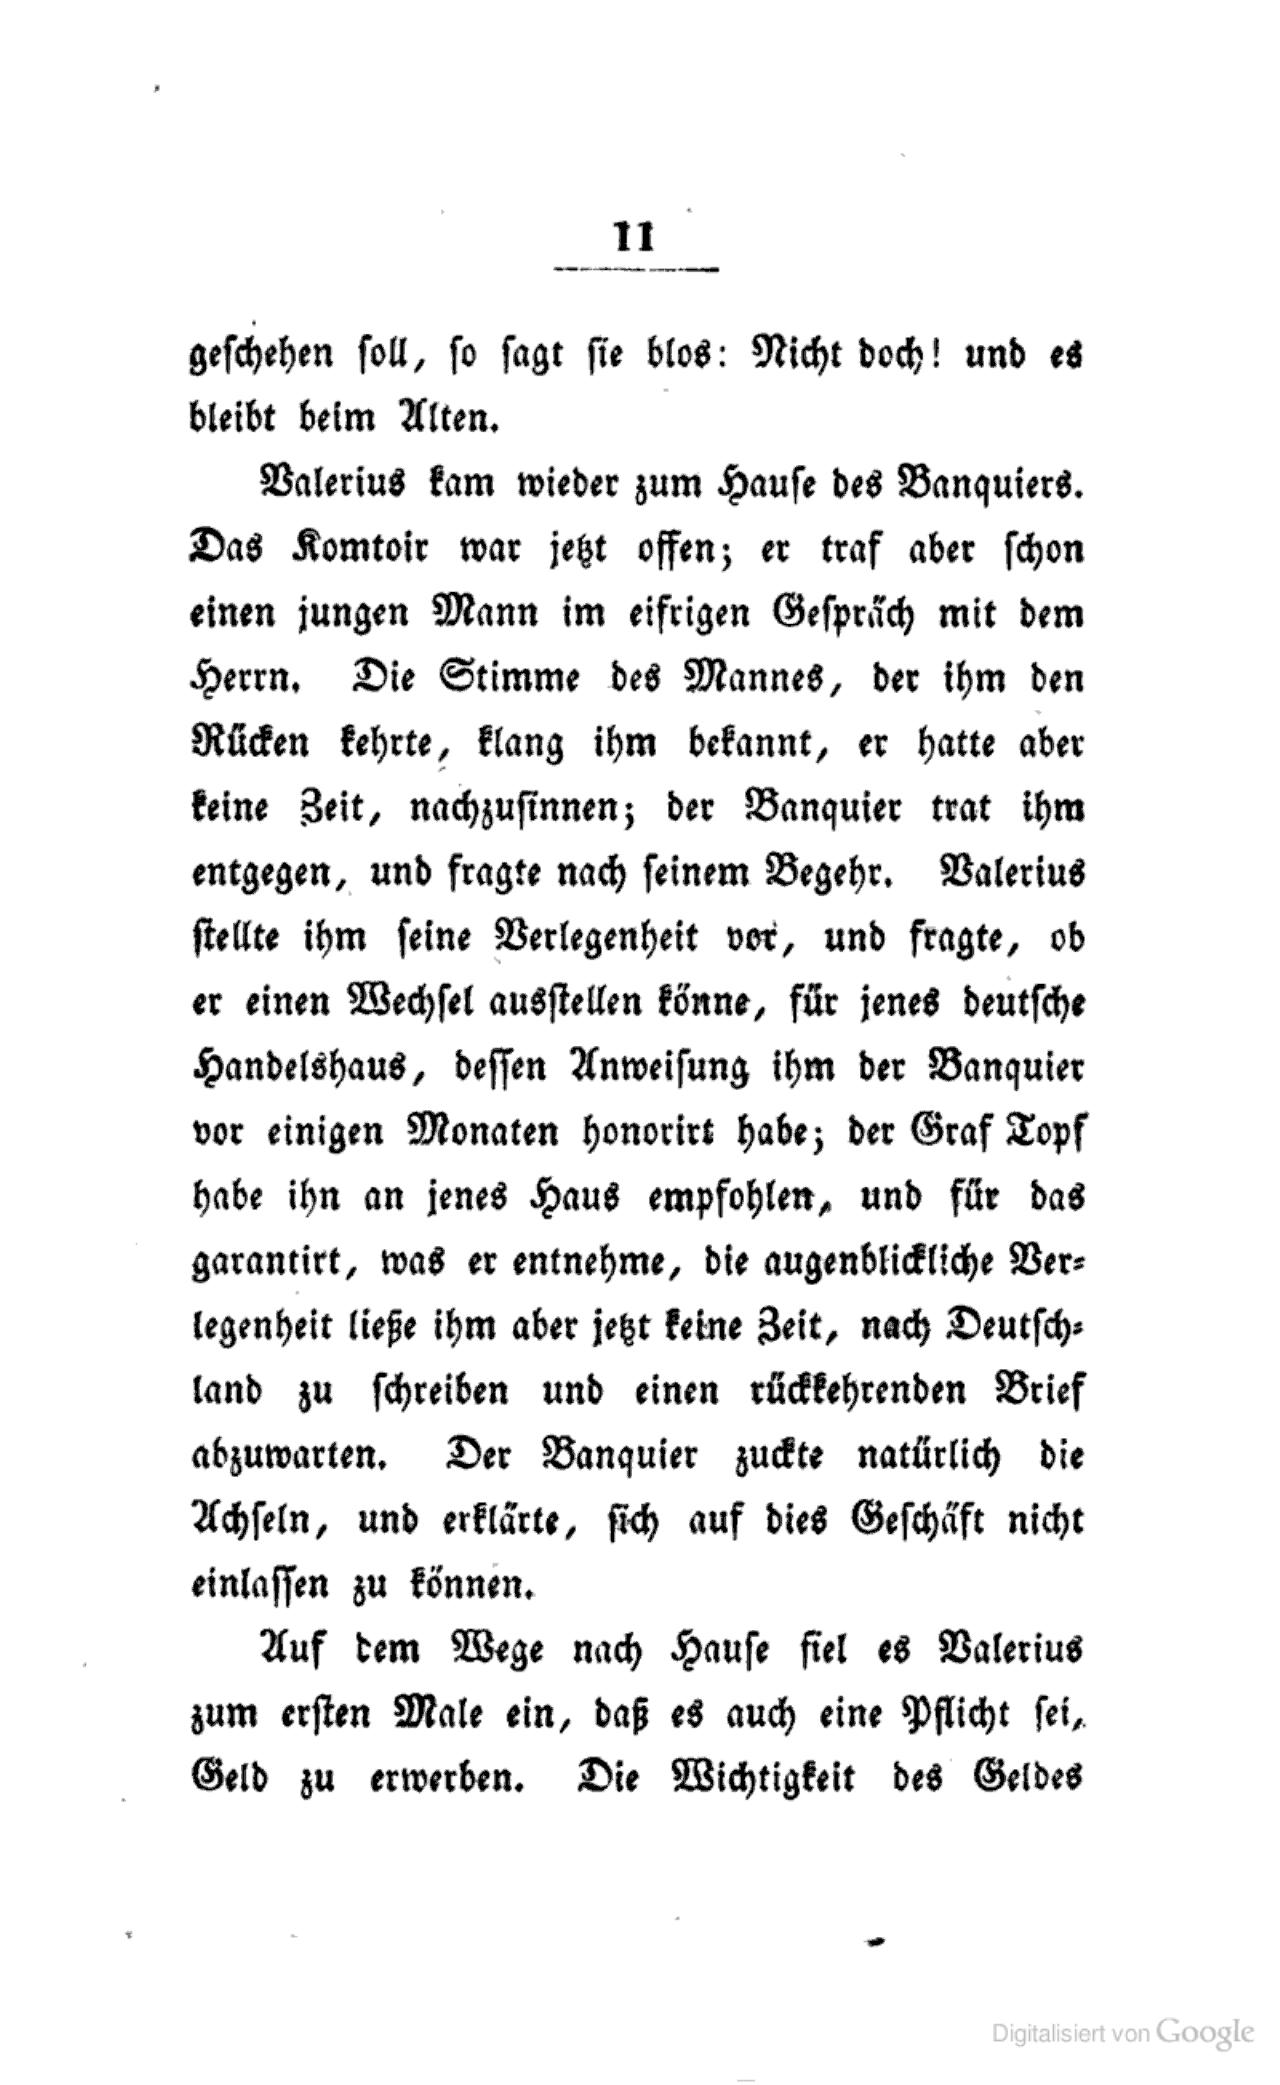 11
geſchehen ſoll, ſo ſagt ſie blos: Nicht doch! und es
bleibt beim Alten.
Valerius kam wieder zum Hauſe des Banquiers.
Das Komtoir war jetzt offen; er traf aber ſchon
einen jungen Mann im eifrigen Geſpräch mit dem
Herrn. Die Stimme des Mannes, der ihm den
Rücken kehrte, klang ihm bekannt, er hatte aber
keine Zeit, nachzuſinnen; der Banquier trat ihm
entgegen, und fragte nach ſeinem Begehr. Valerius
ſtellte ihm ſeine Verlegenheit vor, und fragte, ob
er einen Wechſel ausſtellen könne, für jenes deutſche
Handelshaus, deſſen Anweiſung ihm der Banquier
vor einigen Monaten honorirt habe; der Graf Topf
habe ihn an jenes Haus empfohlen, und für das
garantirt, was er entnehme, die augenblickliche Ver⸗
legenheit ließe ihm aber jetzt keine Zeit, nach Deutſch⸗
land zu ſchreiben und einen rückkehrenden Brief
abzuwarten. Der Banquier zuckte natürlich die
Achſeln, und erklärte, ſich auf dies Geſchäft nicht
einlaſſen zu können.
Auf dem Wege nach Hauſe fiel es Valerius
zum erſten Male ein, daß es auch eine Pflicht ſei,
Geld zu erwerben. Die Wichtigkeit des Geldes
Digitalisiert von Google